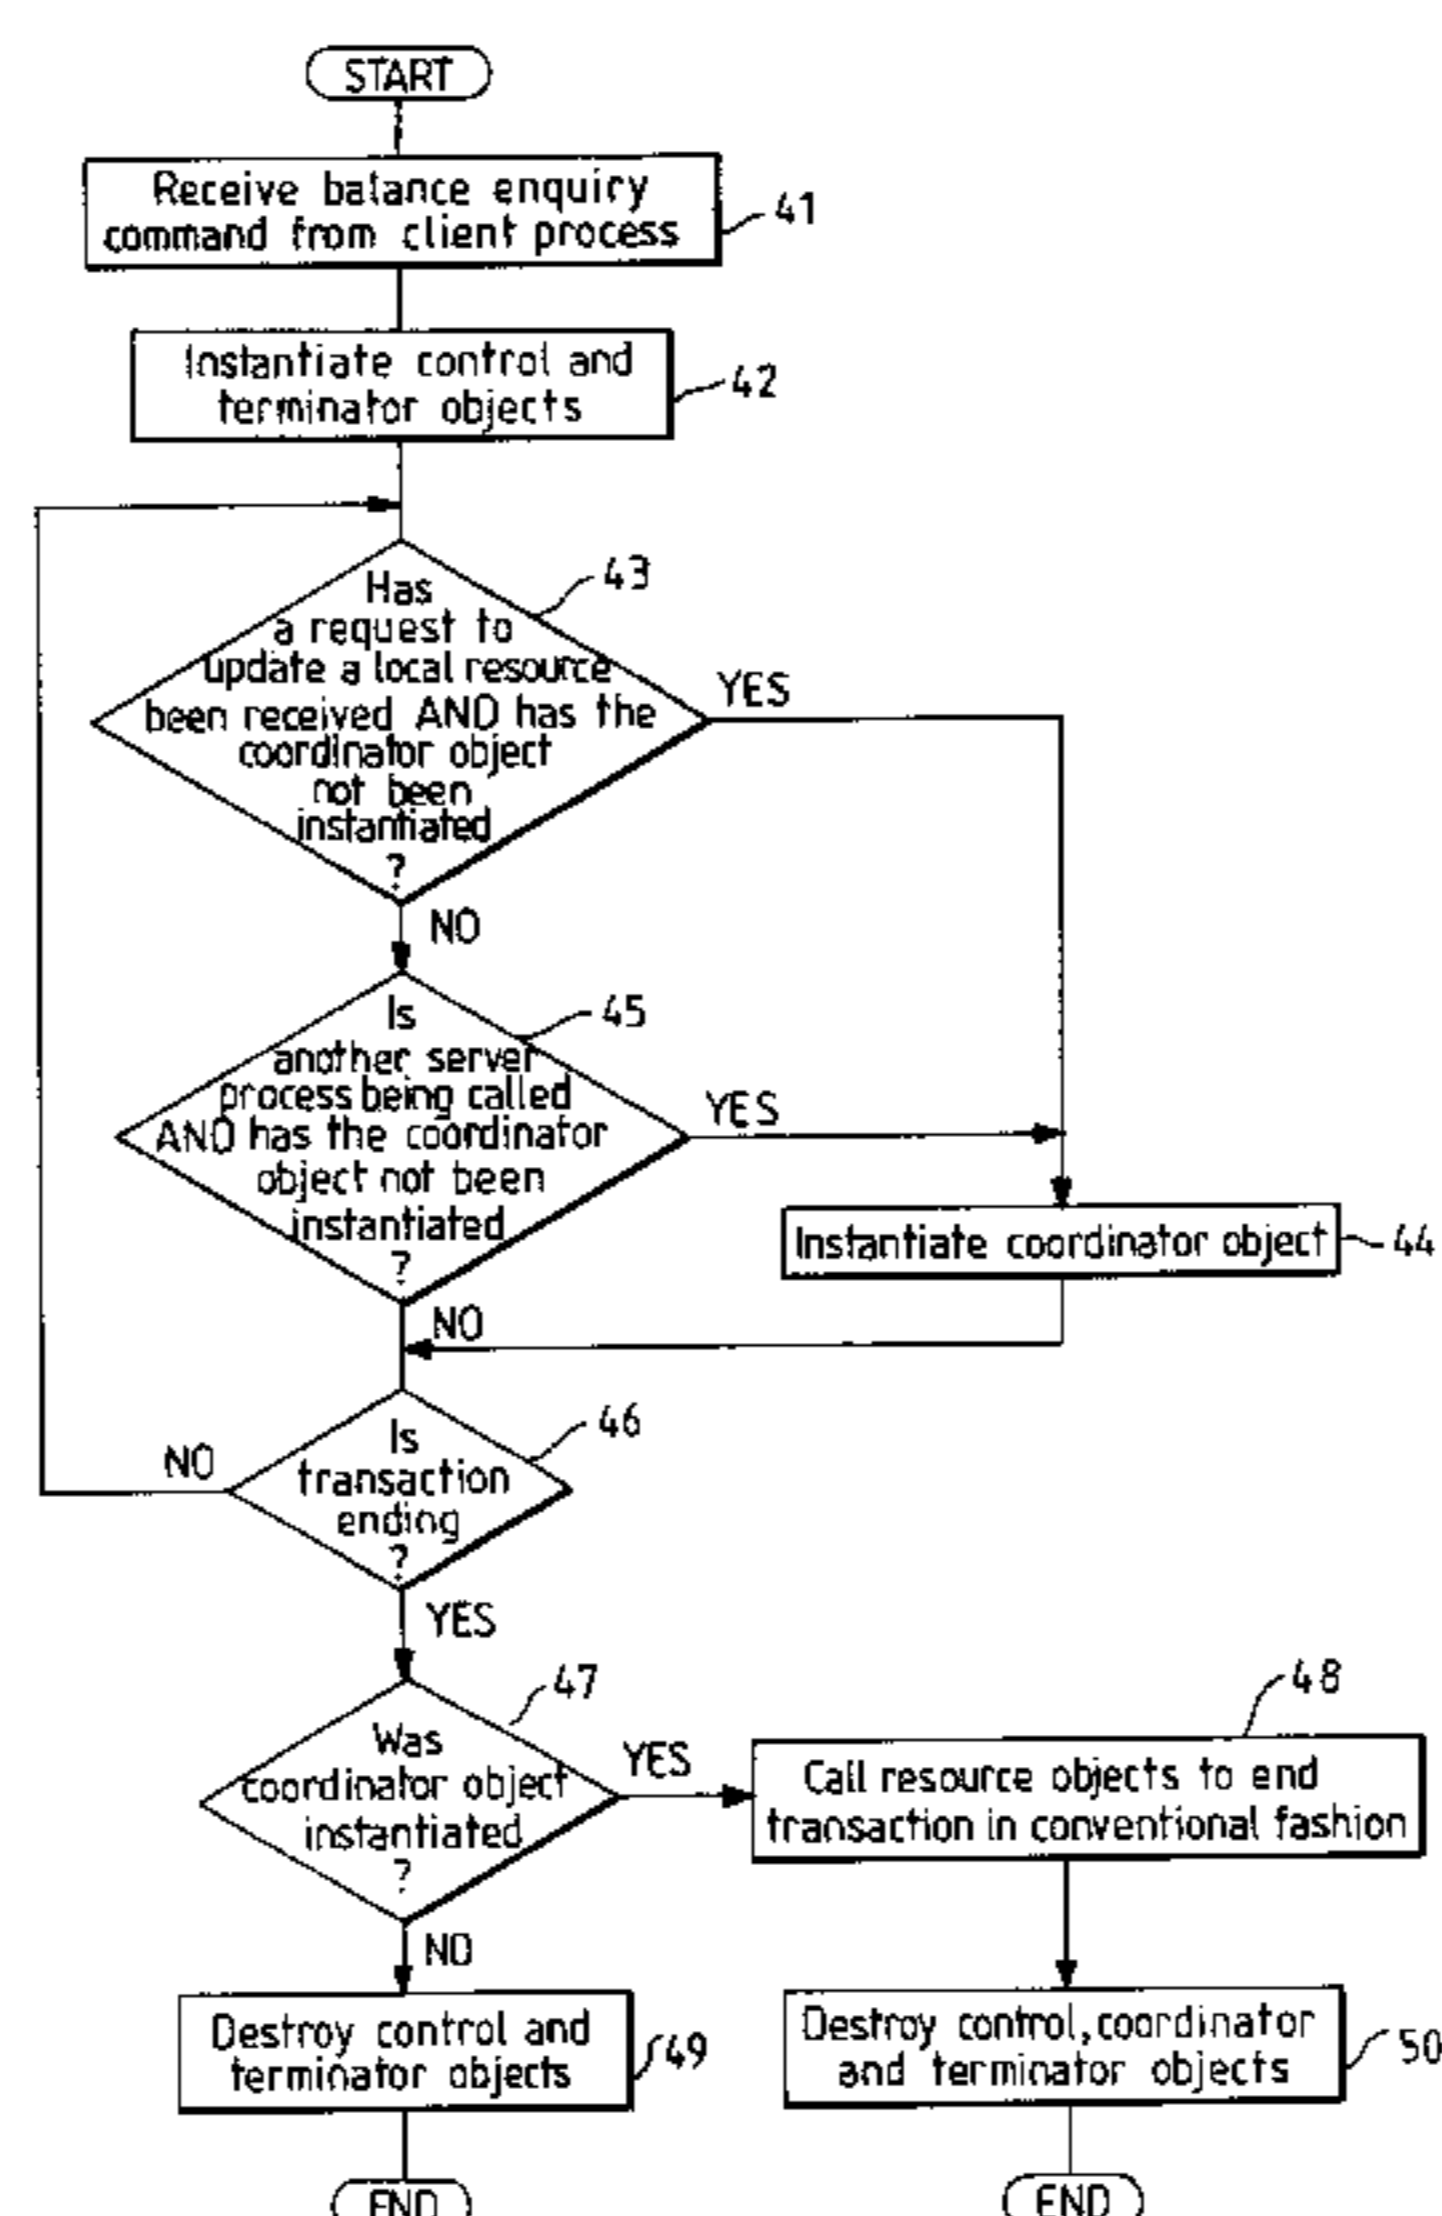 START
Receive balance enquiry
command from client process
41
Instantiate control and
terminator objects
42
43
Has
a request to
update a local resource
been received AND has the
coordinator object
not been
instantiated
?
YES
NO
45
Is
another server
process being called
AND has the coordinator
object not been
instantiated
?
YES
Instantiate coordinator object
44
NO
46
Is
transaction
ending
?
NO
YES
47
Was
coordinator object
instantiated
?
YES
48
Call resource objects to end
transaction in conventional fashion
NO
Destroy control and
terminator objects
49
Destroy control, coordinator
and terminator objects
50
END
END